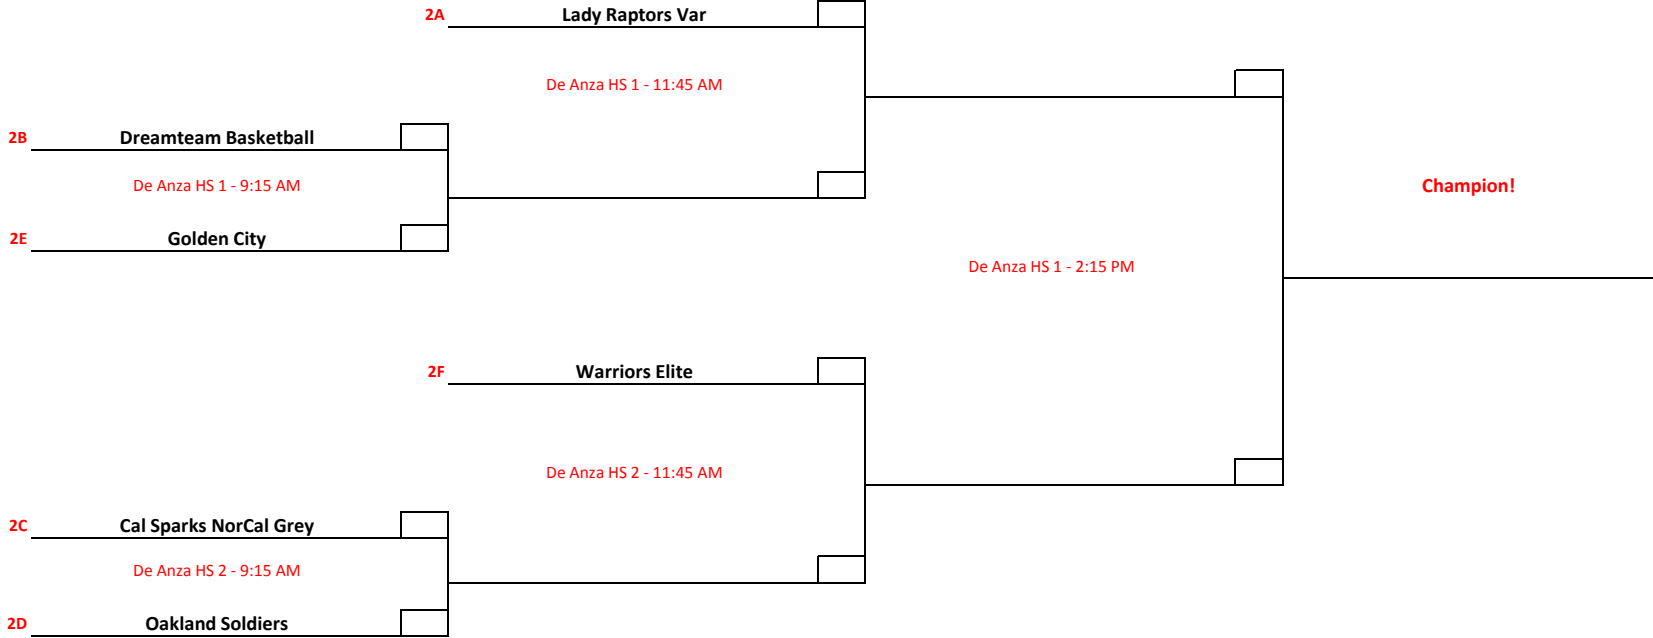 2A Lady Raptors Var
De Anza HS 1 - 11:45 AM
2B Dreamteam Basketball
De Anza HS 1 - 9:15 AM
Champion!
2E Golden City
De Anza HS 1 - 2:15 PM
2F Warriors Elite
De Anza HS 2 - 11:45 AM
2C Cal Sparks NorCal Grey
De Anza HS 2 - 9:15 AM
2D Oakland Soldiers